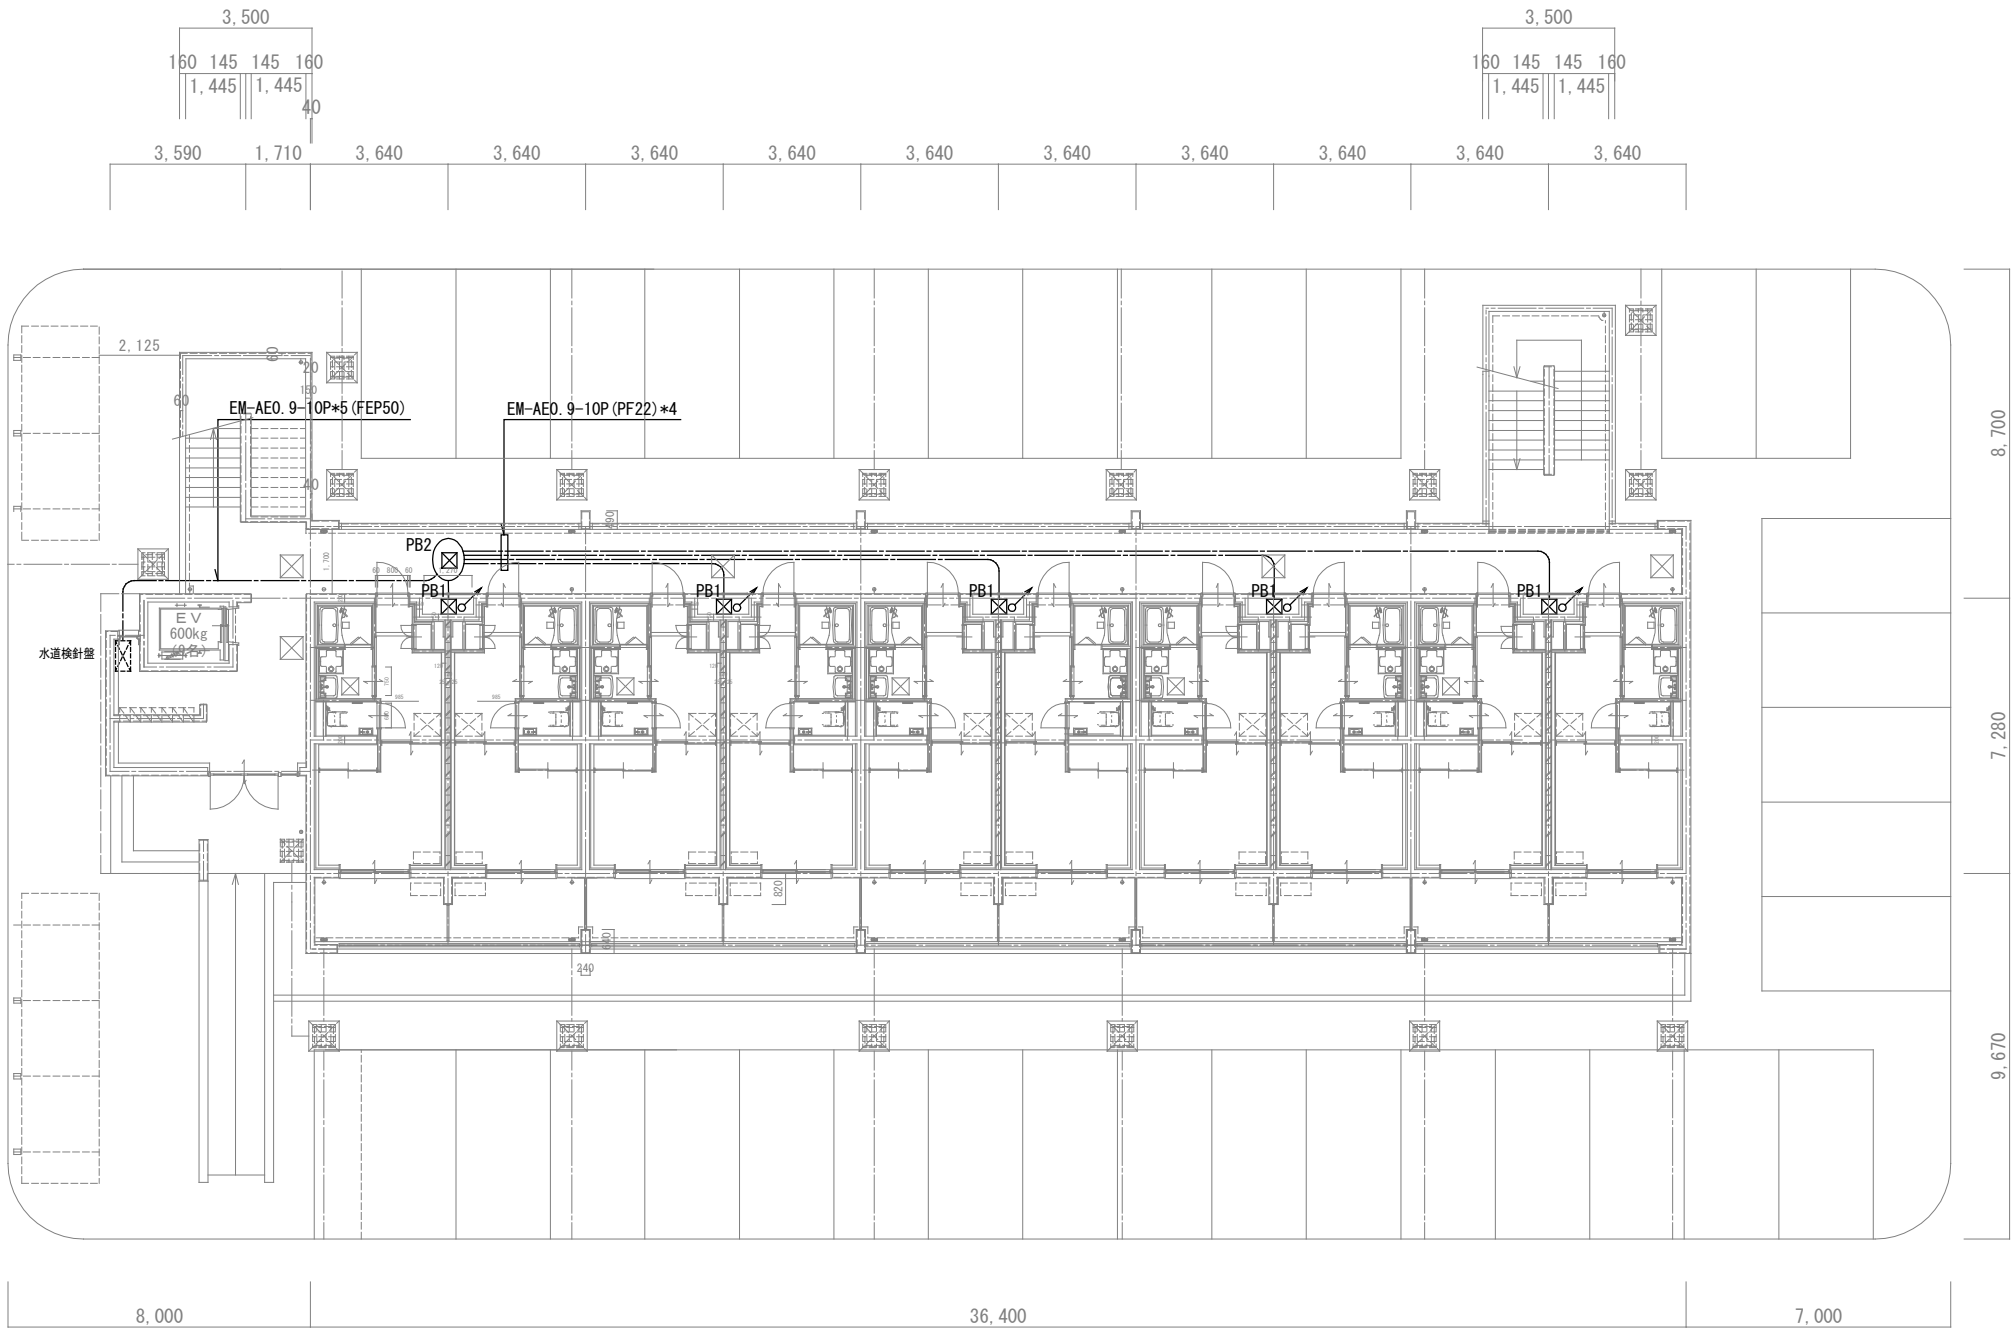 3,500
3,500
160 145 145 160
160 145 145 160
1,445 1,445
1,445 1,445
40
3,590 1,710 3,640 3,640 3,640 3,640 3,640 3,640 3,640 3,640 3,640 3,640
2,125
60
20
150
60
EM-AE0.9-10P*5(FEP50)
EM-AE0.9-10P(PF22)*4
8,700
40
490
PB2
1,700
1,270
60 800 60
PB1
PB1
PB1
PB1
PB1
EV
600kg
(9名)
水道検針盤
7,280
820
640
240
9,670
8,000
36,400
7,000